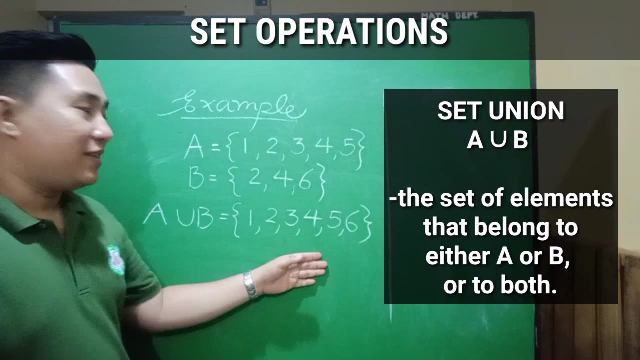 MATH DEPT.
SET OPERATIONS
Example
A = {1, 2, 3, 4, 5}
B = { 2, 4, 6}
A ∪ B = { 1, 2, 3, 4, 5, 6}
SET UNION
A ∪ B
-the set of elements
that belong to
either A or B,
or to both.